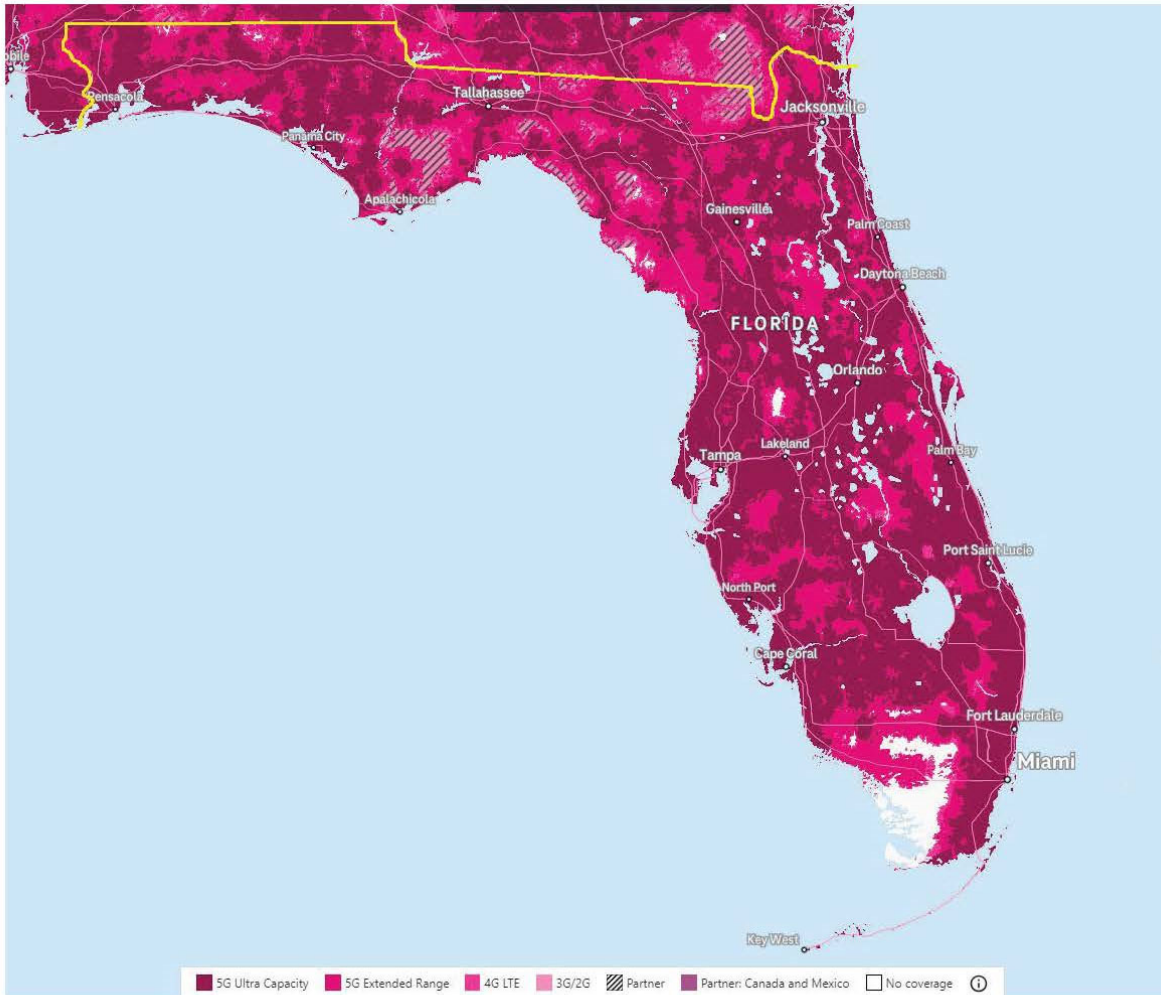 obile
Pensacola
Tallahassee
Jacksonville
Panama City
Apalachicola
Gainesville
Palm Coast
Daytona Beach
FLORIDA
Orlando
Lakeland
Tampa
Palm Bay
Port Saint Lucie
North Port
Cape Coral
Fort Lauderdale
Miami
Key West
5G Ultra Capacity 5G Extended Range 4G LTE 3G/2G Partner Partner: Canada and Mexico No coverage